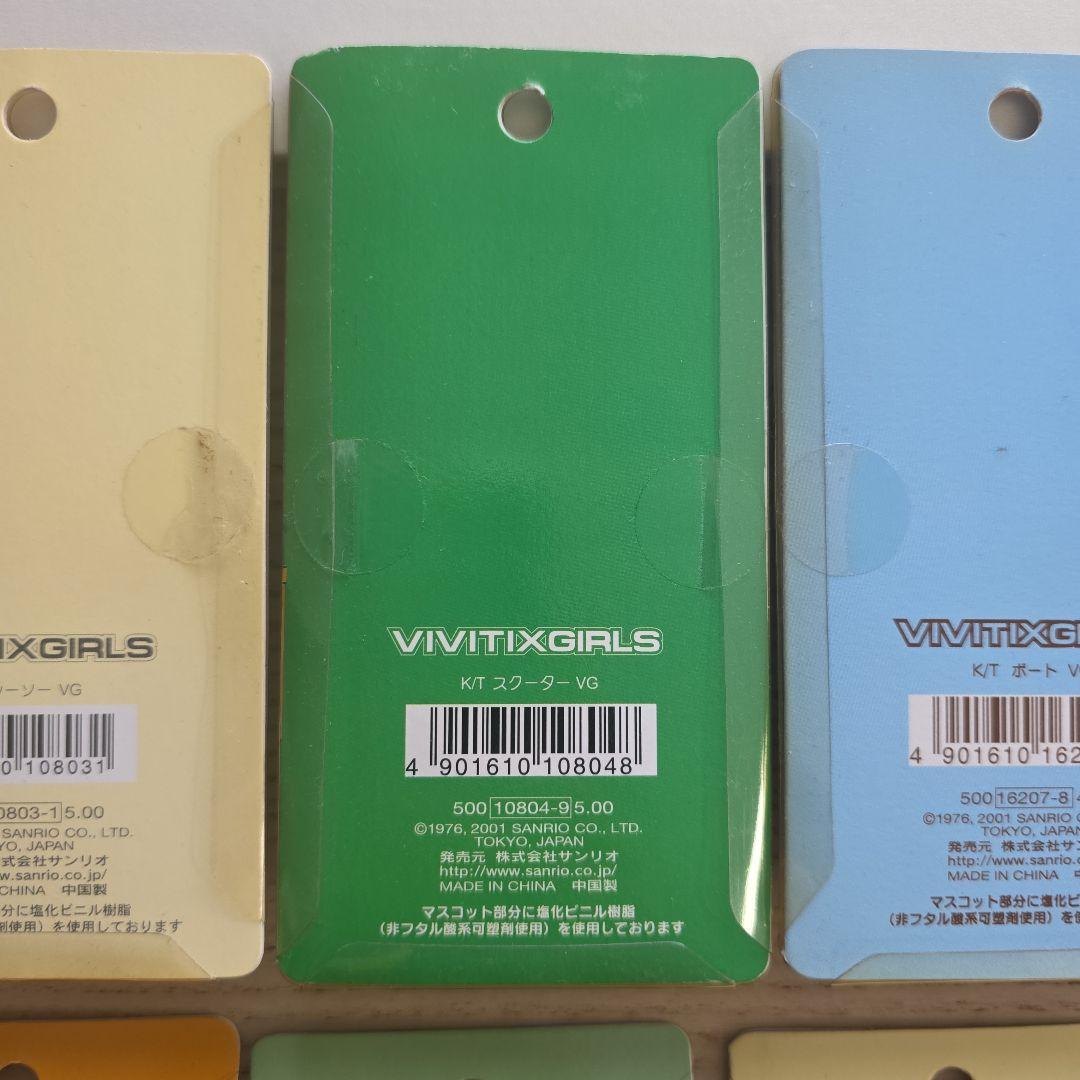 IXGIRLS
ーソー VG
0 108031
0803-1 5.00
SANRIO CO., LTD.
YO, JAPAN
式会社サンリオ
www.sanrio.co.jp/
CHINA 中国製
部分に塩化ビニル樹脂
剤使用）を使用しております
VIVITIXGIRLS
K/T スクーター VG
4 901610 108048
500 10804-9 5.00
©1976, 2001 SANRIO CO., LTD.
TOKYO, JAPAN
発売元 株式会社サンリオ
http://www.sanrio.co.jp/
MADE IN CHINA 中国製
マスコット部分に塩化ビニル樹脂
（非フタル酸系可塑剤使用）を使用しております
VIVITIXGI
K/T ボート V
4 901610 162
500 16207-8
©1976, 2001 SANRIO C
TOKYO, JAPAN
発売元 株式会社サン
http://www.sanrio.co
MADE IN CHINA 中
マスコット部分に塩化ビ
（非フタル酸系可塑剤使用）を使